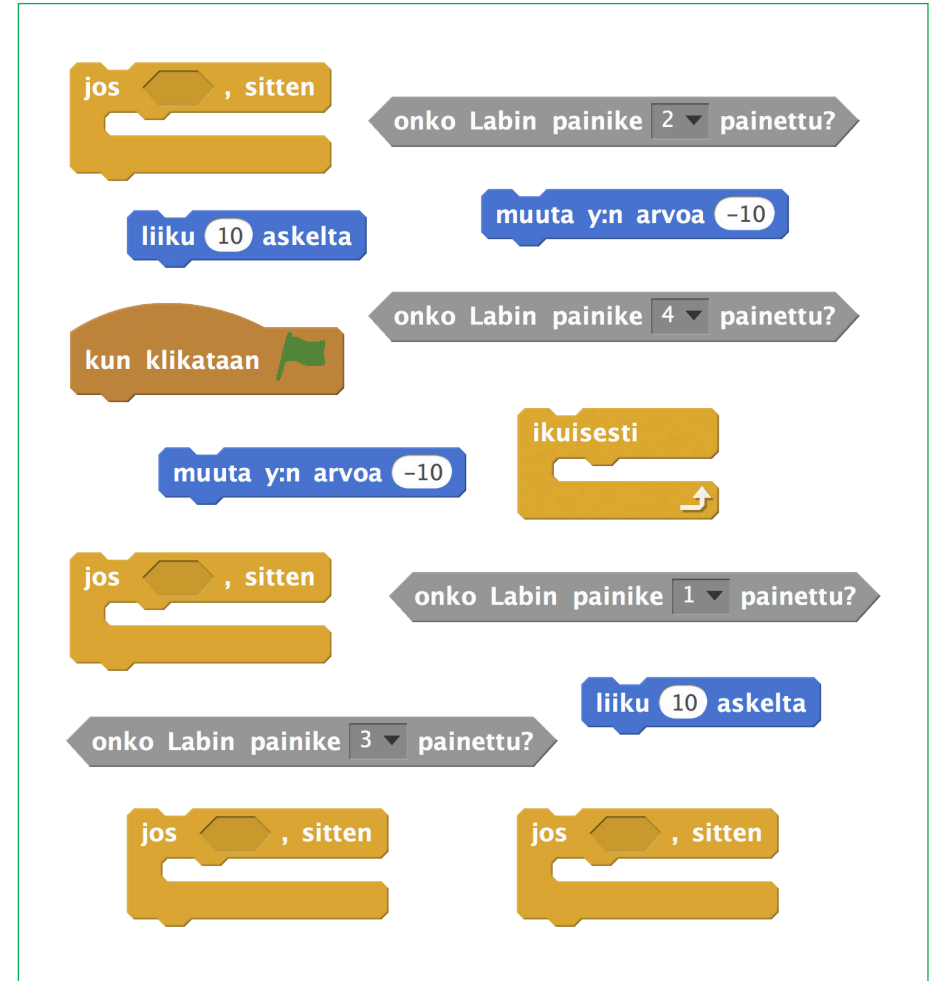 jos , sitten
onko Labin painike 2 painettu?
liiku 10 askelta
muuta y:n arvoa -10
onko Labin painike 4 painettu?
kun klikataan
ikuisesti
muuta y:n arvoa -10
jos , sitten
onko Labin painike 1 painettu?
liiku 10 askelta
onko Labin painike 3 painettu?
jos , sitten
jos , sitten